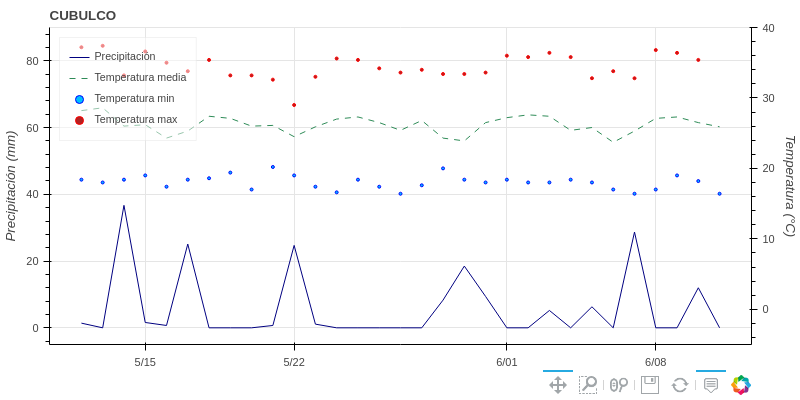 CUBULCO
Precipitación
Temperatura media
Temperatura min
Temperatura max
Precipitación (mm)
80
60
40
20
0
Temperatura (°C)
40
30
20
10
0
5/15
5/22
6/01
6/08